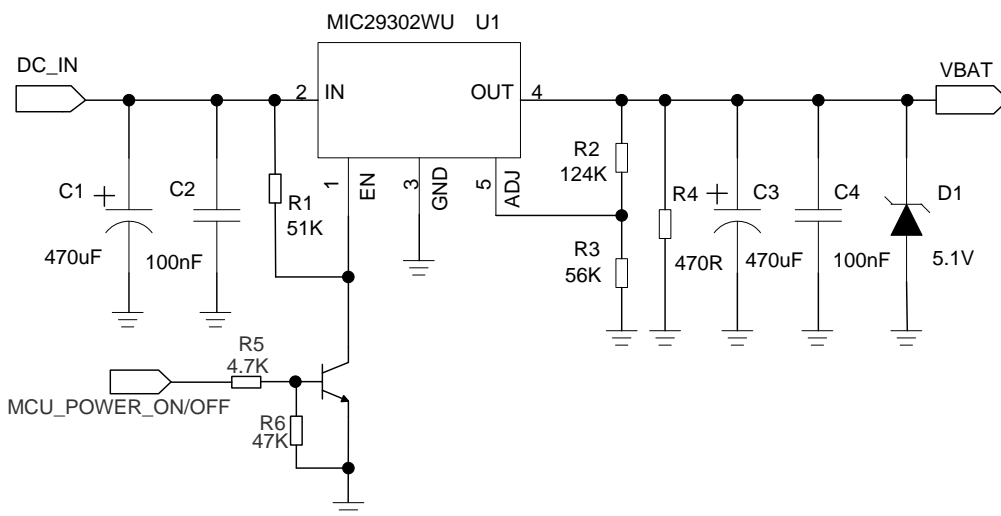 MIC29302WU U1
DC_IN
VBAT
2 IN
OUT 4
1
EN
3
GND
5
ADJ
C1
470uF
C2
100nF
R1
51K
R2
124K
R3
56K
R4
470R
C3
470uF
C4
100nF
D1
5.1V
R5
4.7K
MCU_POWER_ON/OFF
R6
47K